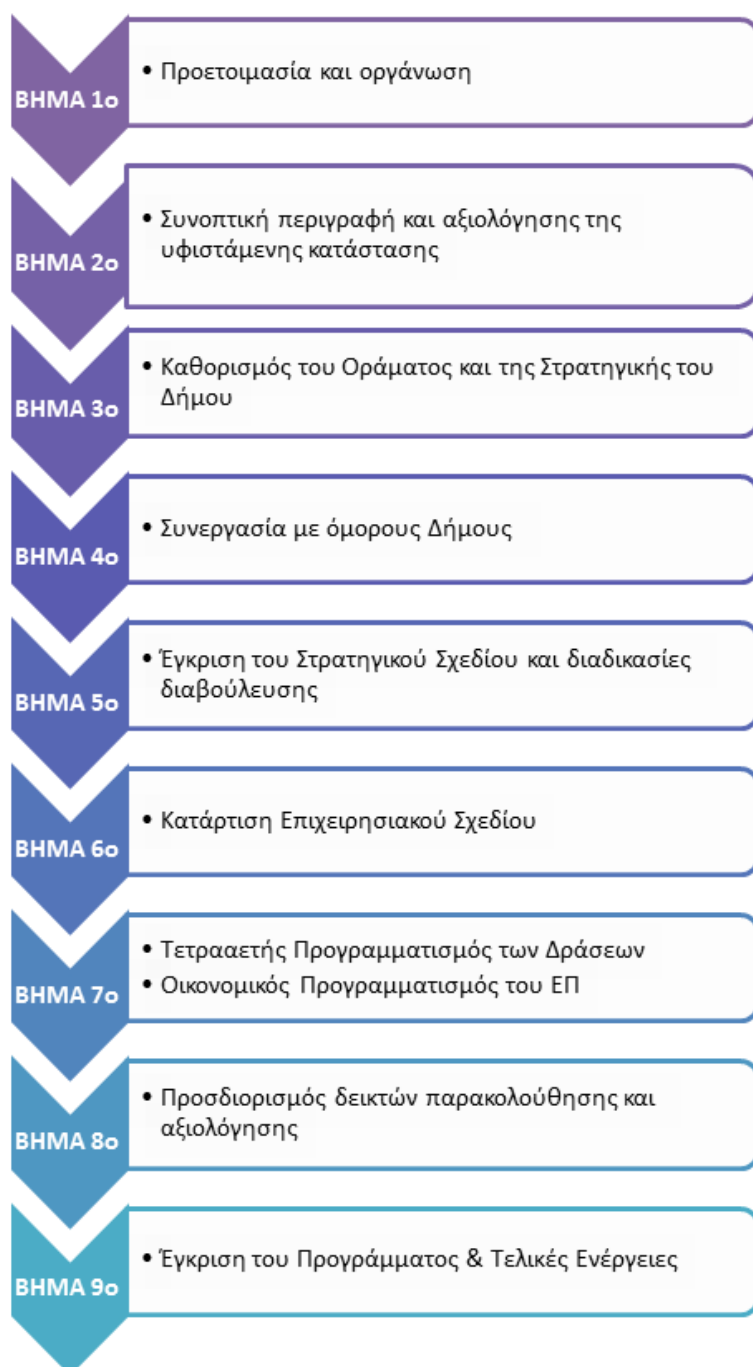 ΒΗΜΑ 1ο
• Προετοιμασία και οργάνωση
ΒΗΜΑ 2ο
• Συνοπτική περιγραφή και αξιολόγησης της
υφιστάμενης κατάστασης
ΒΗΜΑ 3ο
• Καθορισμός του Οράματος και της Στρατηγικής του
Δήμου
ΒΗΜΑ 4ο
• Συνεργασία με όμορους Δήμους
ΒΗΜΑ 5ο
• Έγκριση του Στρατηγικού Σχεδίου και διαδικασίες
διαβούλευσης
ΒΗΜΑ 6ο
• Κατάρτιση Επιχειρησιακού Σχεδίου
ΒΗΜΑ 7ο
• Τετρααετής Προγραμματισμός των Δράσεων
• Οικονομικός Προγραμματισμός του ΕΠ
ΒΗΜΑ 8ο
• Προσδιορισμός δεικτών παρακολούθησης και
αξιολόγησης
ΒΗΜΑ 9ο
• Έγκριση του Προγράμματος & Τελικές Ενέργειες